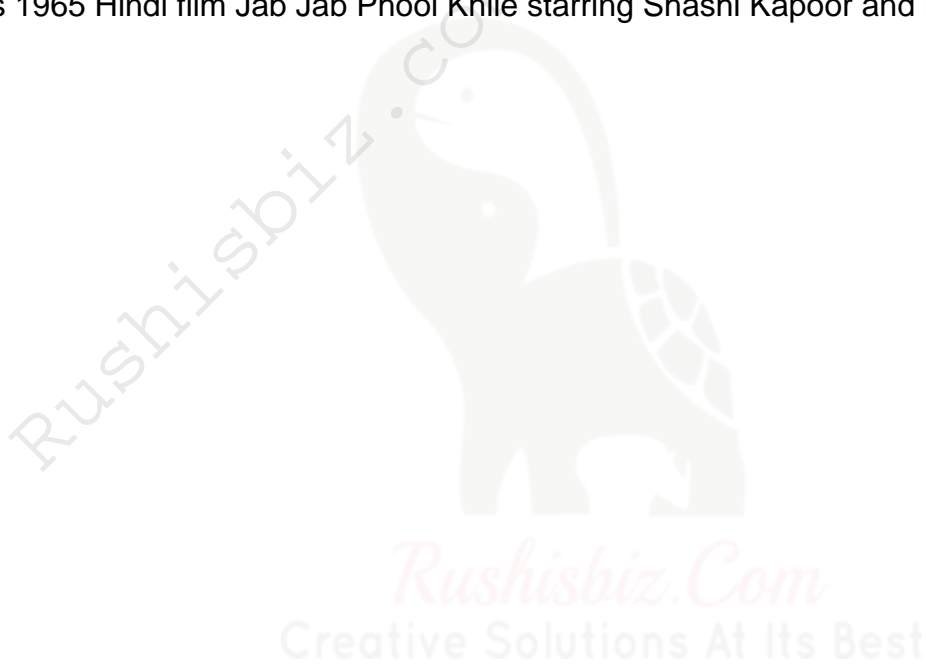 s 1965 Hindi film Jab Jab Phool Khile starring Shashi Kapoor and
Rushisbiz.co
Rushisbiz.Com
Creative Solutions At Its Best